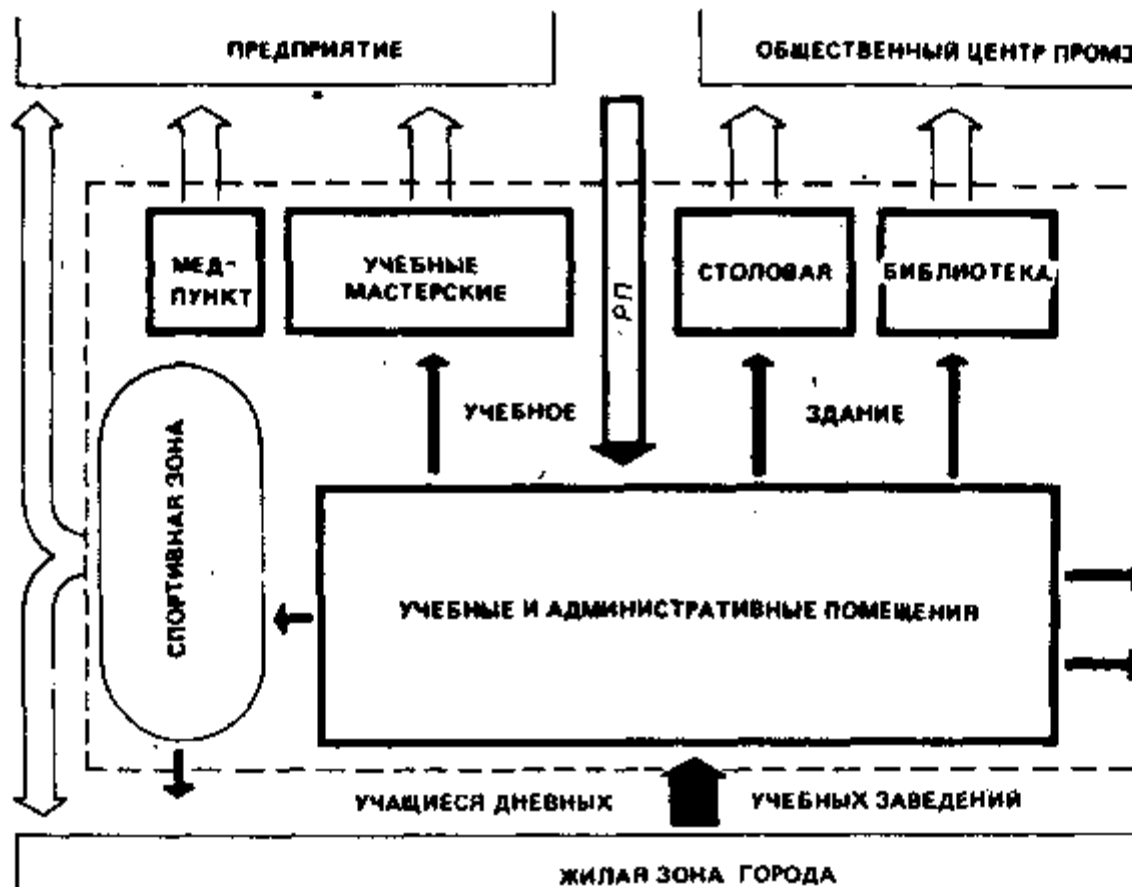 ПРЕДПРИЯТИЕ
ОБЩЕСТВЕННЫЙ ЦЕНТР
МЕД-
ПУНКТ
УЧЕБНЫЕ
МАСТЕРСКИЕ
РП
СТОЛОВАЯ
БИБЛИОТЕКА
УЧЕБНОЕ ЗДАНИЕ
СПОРТИВНАЯ ЗОНА
УЧЕБНЫЕ И АДМИНИСТРАТИВНЫЕ ПОМЕЩЕНИЯ
УЧАЩИЕСЯ ДНЕВНЫХ УЧЕБНЫХ ЗАВЕДЕНИЙ
ЖИЛАЯ ЗОНА ГОРОДА